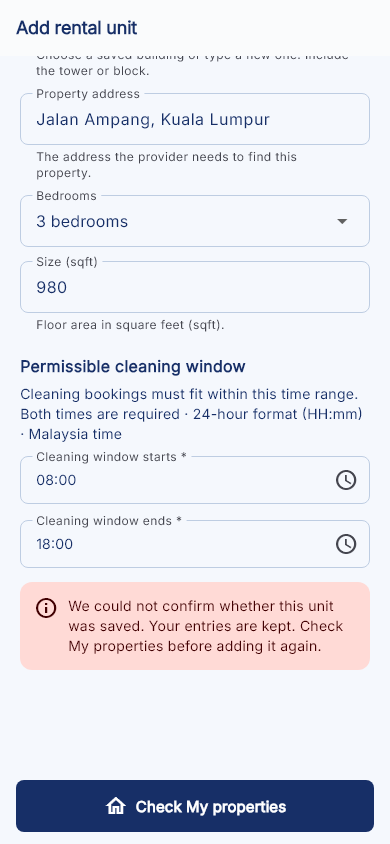 Add rental unit
Choose a saved building or type a new one. Include
the tower or block.
Property address
Jalan Ampang, Kuala Lumpur
The address the provider needs to find this
property.
Bedrooms
3 bedrooms
Size (sqft)
980
Floor area in square feet (sqft).
Permissible cleaning window
Cleaning bookings must fit within this time range.
Both times are required · 24-hour format (HH:mm)
· Malaysia time
Cleaning window starts *
08:00
Cleaning window ends *
18:00
We could not confirm whether this unit
was saved. Your entries are kept. Check
My properties before adding it again.
Check My properties